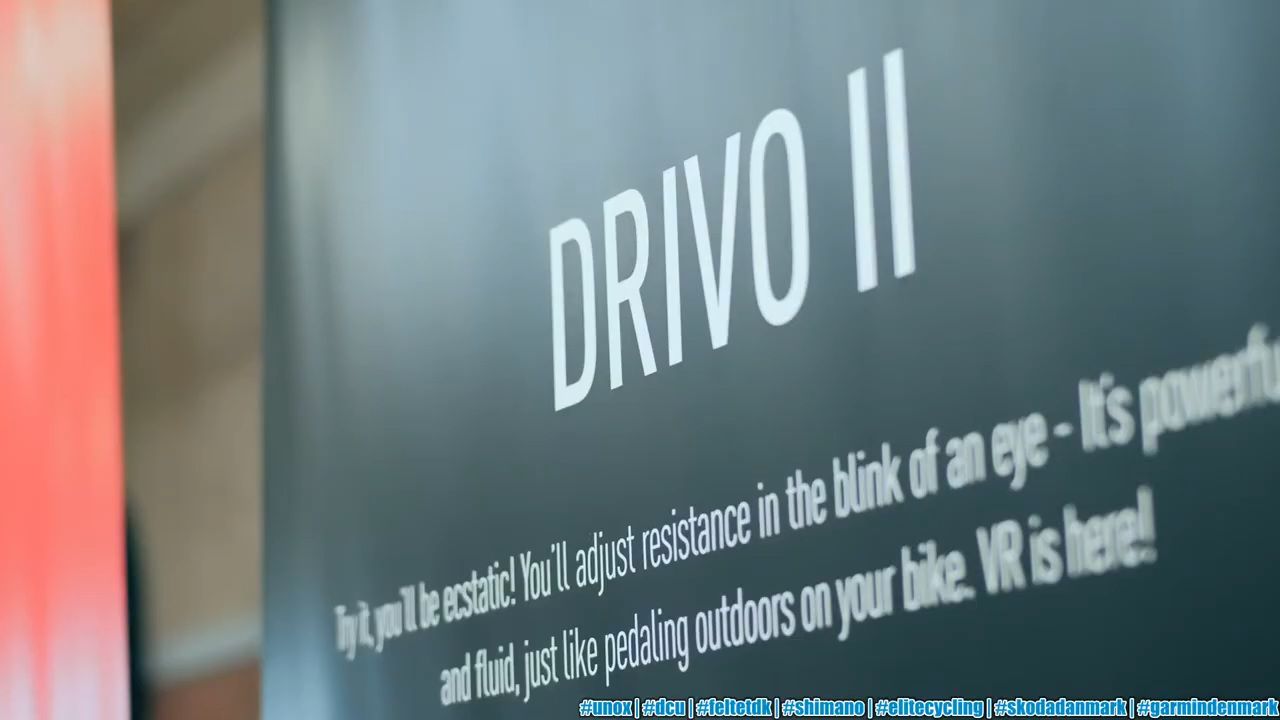 DRIVO II
Try it, you'll be ecstatic! You'll adjust resistance in the blink of an eye - It's powerfu
and fluid, just like pedaling outdoors on your bike. VR is here!
#unox | #dcu | #feltetdk | #shimano | #elitecycling | #skodadanmark | #garmindenmark